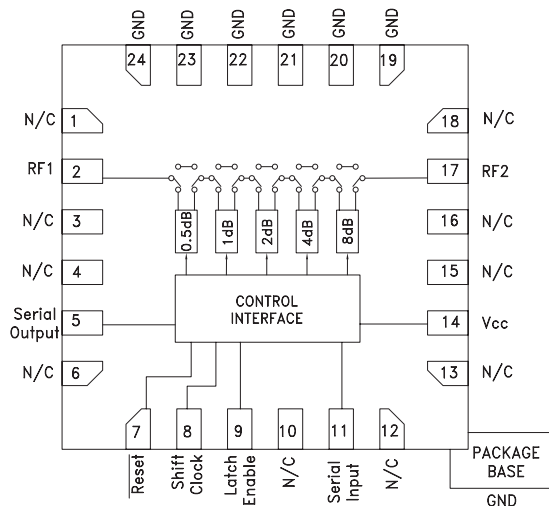 GND GND GND GND GND GND
24 23 22 21 20 19
N/C 1 18 N/C
RF1 2 17 RF2
N/C 3 16 N/C
0.5dB 1dB 2dB 4dB 8dB
N/C 4 15 N/C
CONTROL
INTERFACE
Serial
Output 5 14 Vcc
N/C 6 13 N/C
7 8 9 10 11 12
Reset
Shift
Clock
Latch
Enable
N/C
Serial
Input
N/C
PACKAGE
BASE
GND